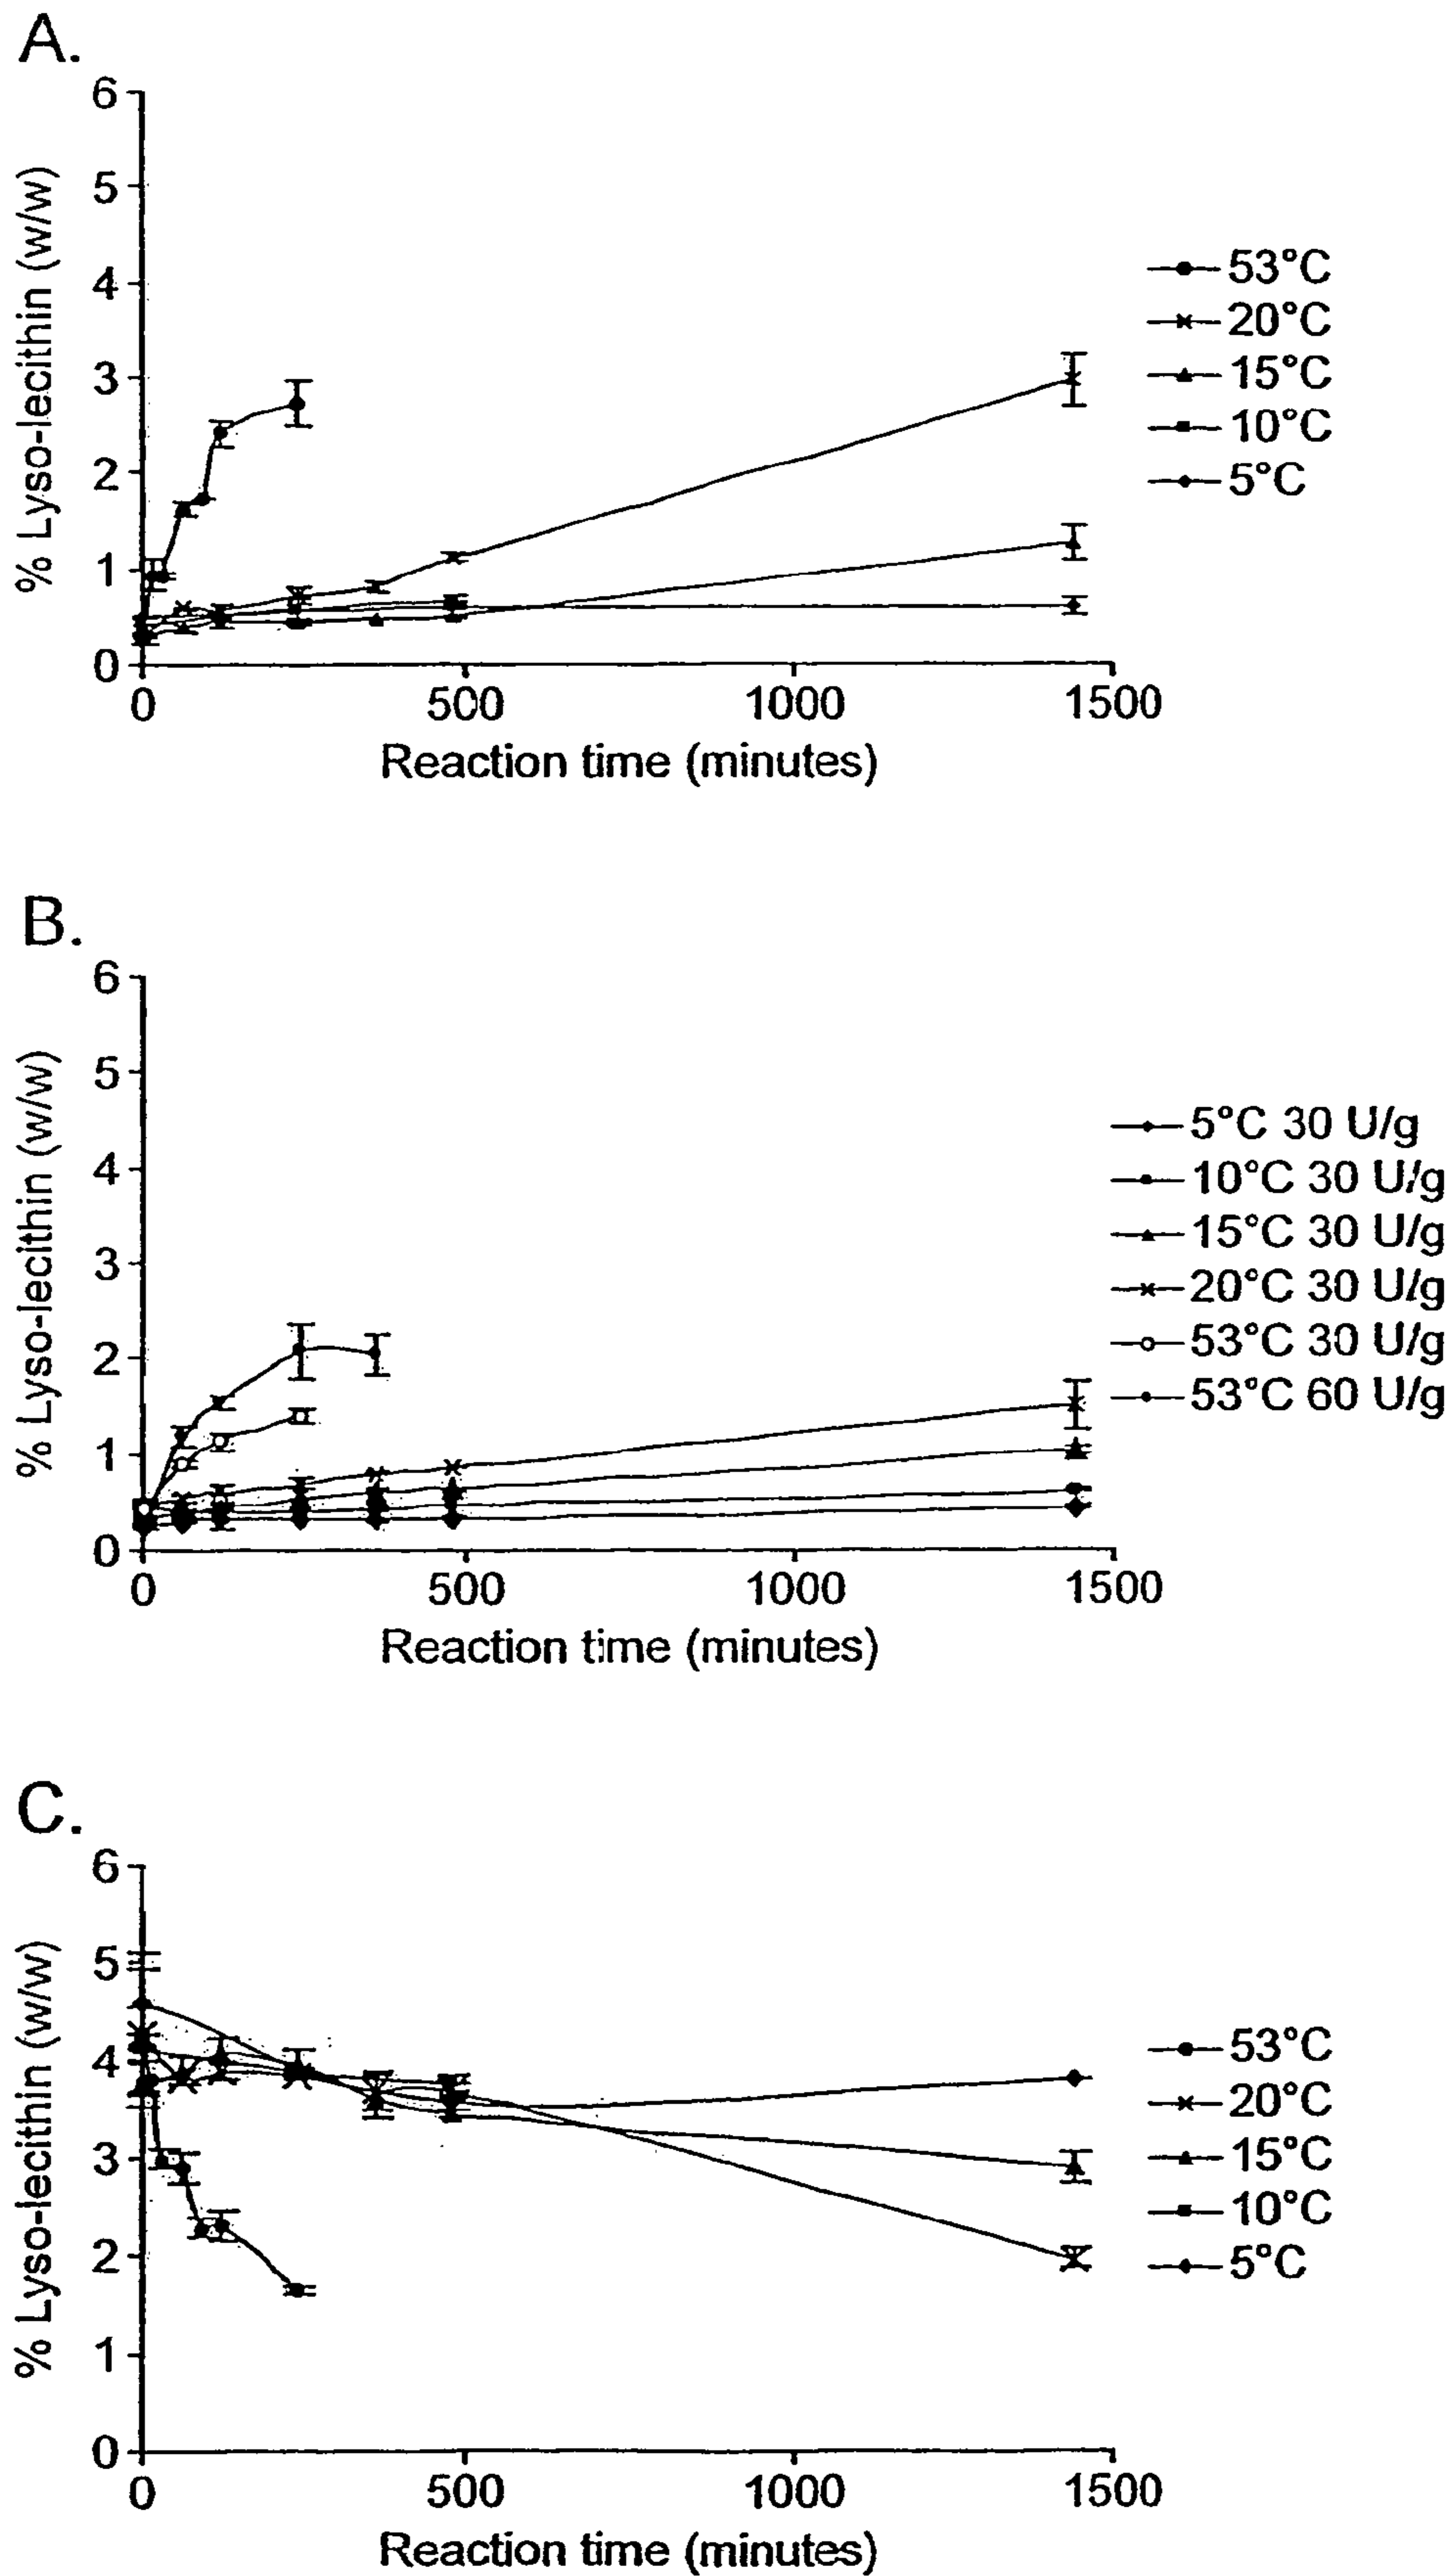 A.
6
5
4
3
2
1
0
% Lyso-lecithin (w/w)
0 500 1000 1500
Reaction time (minutes)
53°C
20°C
15°C
10°C
5°C
B.
6
5
4
3
2
1
0
% Lyso-lecithin (w/w)
0 500 1000 1500
Reaction time (minutes)
5°C 30 U/g
10°C 30 U/g
15°C 30 U/g
20°C 30 U/g
53°C 30 U/g
53°C 60 U/g
C.
6
5
4
3
2
1
0
% Lyso-lecithin (w/w)
0 500 1000 1500
Reaction time (minutes)
53°C
20°C
15°C
10°C
5°C